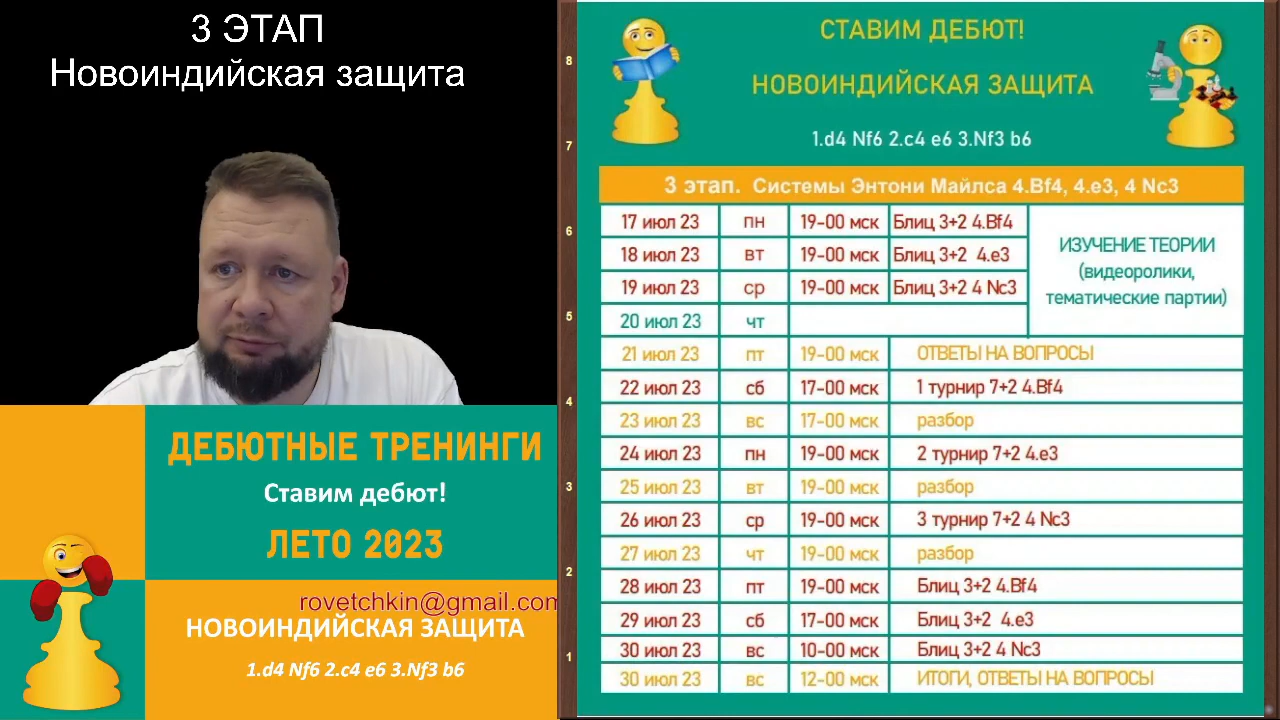 3 ЭТАП
Новоиндийская защита
ДЕБЮТНЫЕ ТРЕНИНГИ
Ставим дебют!
ЛЕТО 2023
rovetchkin@gmail.com
НОВОИНДИЙСКАЯ ЗАЩИТА
1.d4 Nf6 2.c4 e6 3.Nf3 b6
8
7
6
5
4
3
2
1
СТАВИМ ДЕБЮТ!
НОВОИНДИЙСКАЯ ЗАЩИТА
1.d4 Nf6 2.c4 e6 3.Nf3 b6
3 этап. Системы Энтони Майлса 4.Bf4, 4.e3, 4 Nc3
17 июл 23 пн 19-00 мск Блиц 3+2 4.Bf4
18 июл 23 вт 19-00 мск Блиц 3+2 4.e3
19 июл 23 ср 19-00 мск Блиц 3+2 4 Nc3
20 июл 23 чт
ИЗУЧЕНИЕ ТЕОРИИ
(видеоролики,
тематические партии)
21 июл 23 пт 19-00 мск ОТВЕТЫ НА ВОПРОСЫ
22 июл 23 сб 17-00 мск 1 турнир 7+2 4.Bf4
23 июл 23 вс 17-00 мск разбор
24 июл 23 пн 19-00 мск 2 турнир 7+2 4.e3
25 июл 23 вт 19-00 мск разбор
26 июл 23 ср 19-00 мск 3 турнир 7+2 4 Nc3
27 июл 23 чт 19-00 мск разбор
28 июл 23 пт 19-00 мск Блиц 3+2 4.Bf4
29 июл 23 сб 17-00 мск Блиц 3+2 4.e3
30 июл 23 вс 10-00 мск Блиц 3+2 4 Nc3
30 июл 23 вс 12-00 мск ИТОГИ, ОТВЕТЫ НА ВОПРОСЫ